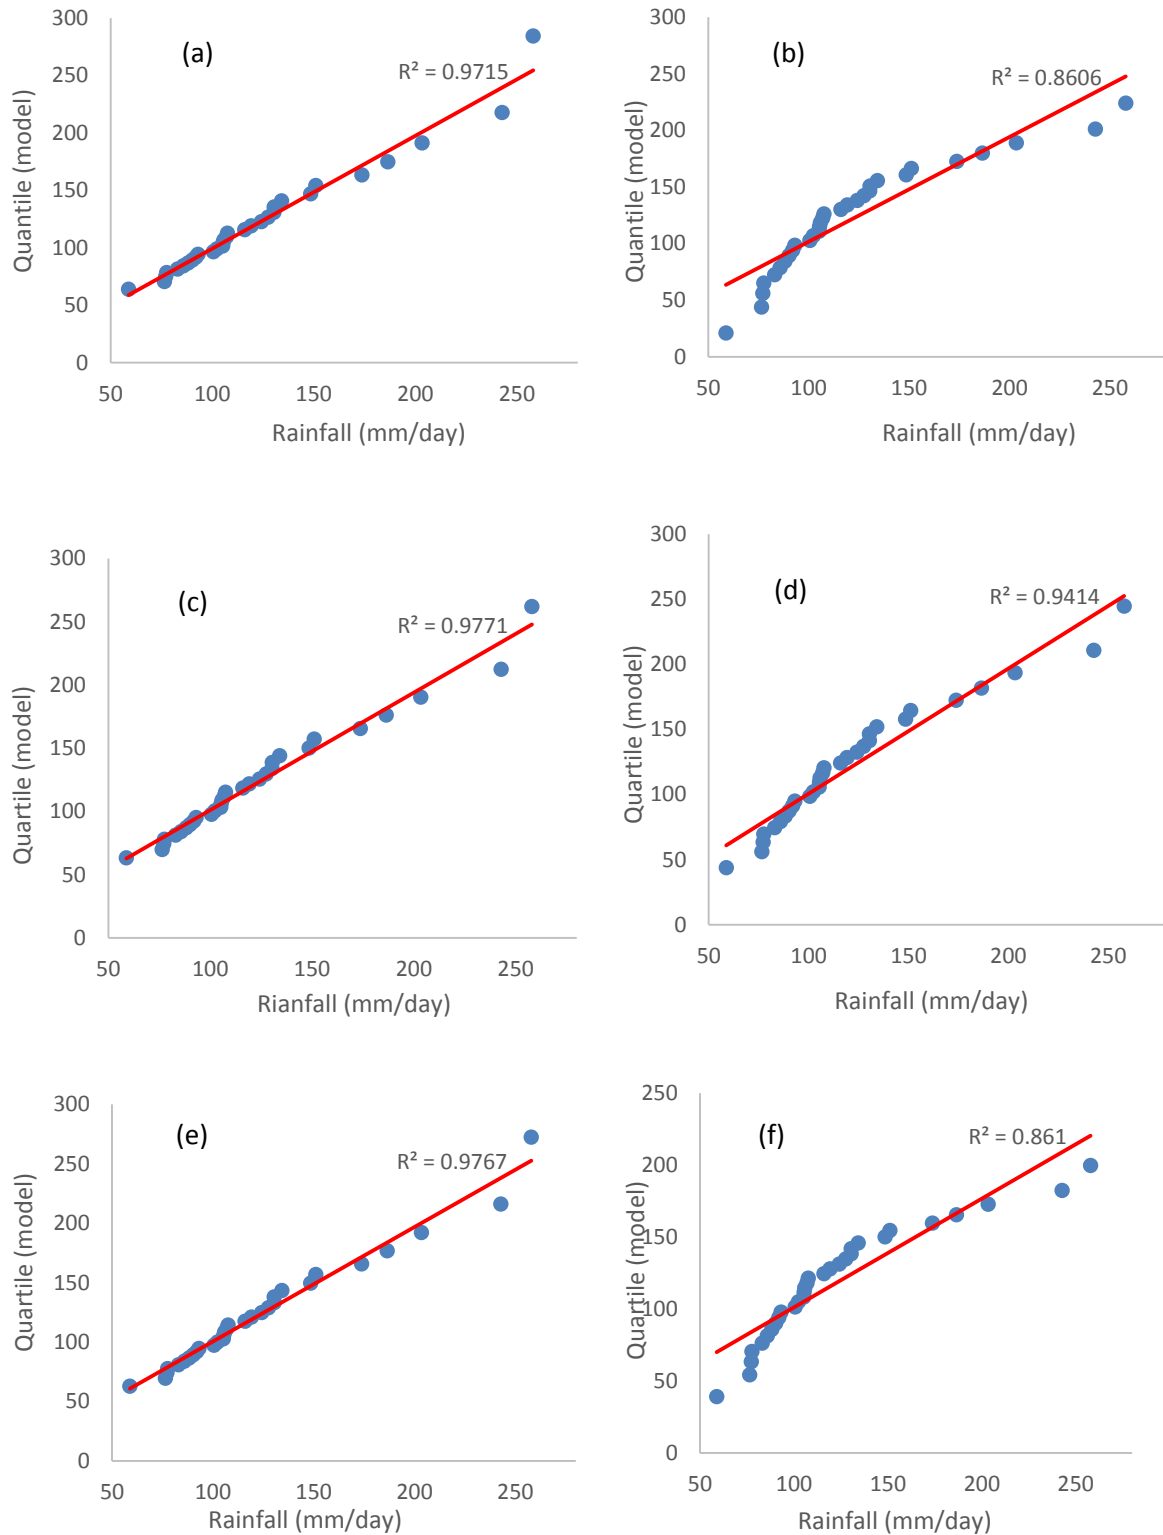 (a)
R² = 0.9715
Quantile (model)
300
250
200
150
100
50
0
50 100 150 200 250
Rainfall (mm/day)
(b)
R² = 0.8606
Quantile (model)
300
250
200
150
100
50
0
50 100 150 200 250
Rainfall (mm/day)
(c)
R² = 0.9771
Quartile (model)
300
250
200
150
100
50
0
50 100 150 200 250
Rianfall (mm/day)
(d)
R² = 0.9414
Quartile (model)
300
250
200
150
100
50
0
50 100 150 200 250
Rainfall (mm/day)
(e)
R² = 0.9767
Quartile (model)
300
250
200
150
100
50
0
50 100 150 200 250
Rainfall (mm/day)
(f)
R² = 0.861
Quartile (model)
250
200
150
100
50
0
50 100 150 200 250
Rainfall (mm/day)